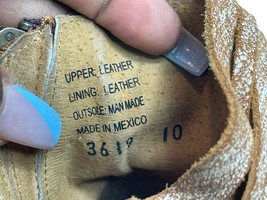 UPPER: LEATHER
LINING: LEATHER
OUTSOLE: MAN MADE
MADE IN MEXICO
10